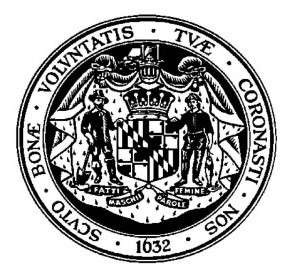 SCVTO · BONÆ · VOLVNTATIS · TVÆ · CORONASTI · NOS
· 1632 ·
FATTI MASCHII PAROLE FEMINE